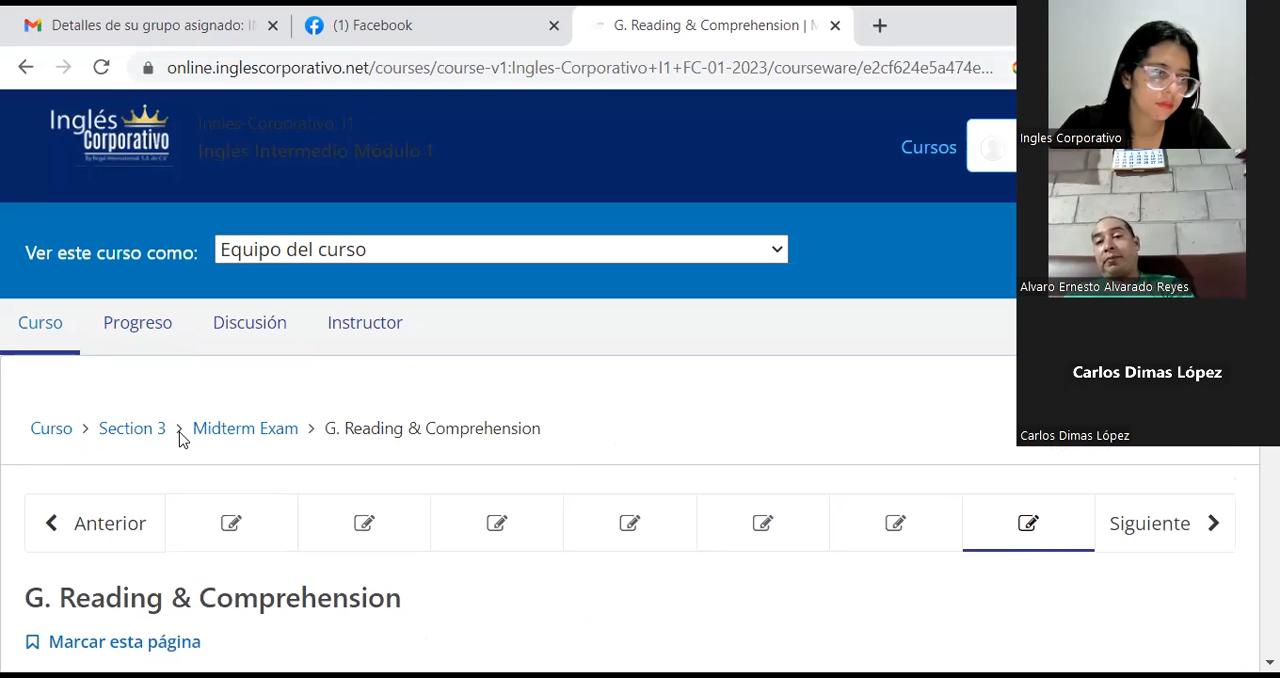 Detalles de su grupo asignado: I
(1) Facebook
G. Reading & Comprehension | M
online.inglescorporativo.net/courses/course-v1:Ingles-Corporativo+I1+FC-01-2023/courseware/e2cf624e5a474e...
Inglés
Corporativo
Ingles-Corporativo: I1
Ingles Intermedio Modulo 1
Cursos
Ver este curso como:
Equipo del curso
Curso
Progreso
Discusión
Instructor
Curso > Section 3 > Midterm Exam > G. Reading & Comprehension
Anterior
Siguiente
G. Reading & Comprehension
Marcar esta página
Ingles Corporativo
Alvaro Ernesto Alvarado Reyes
Carlos Dimas López
Carlos Dimas López